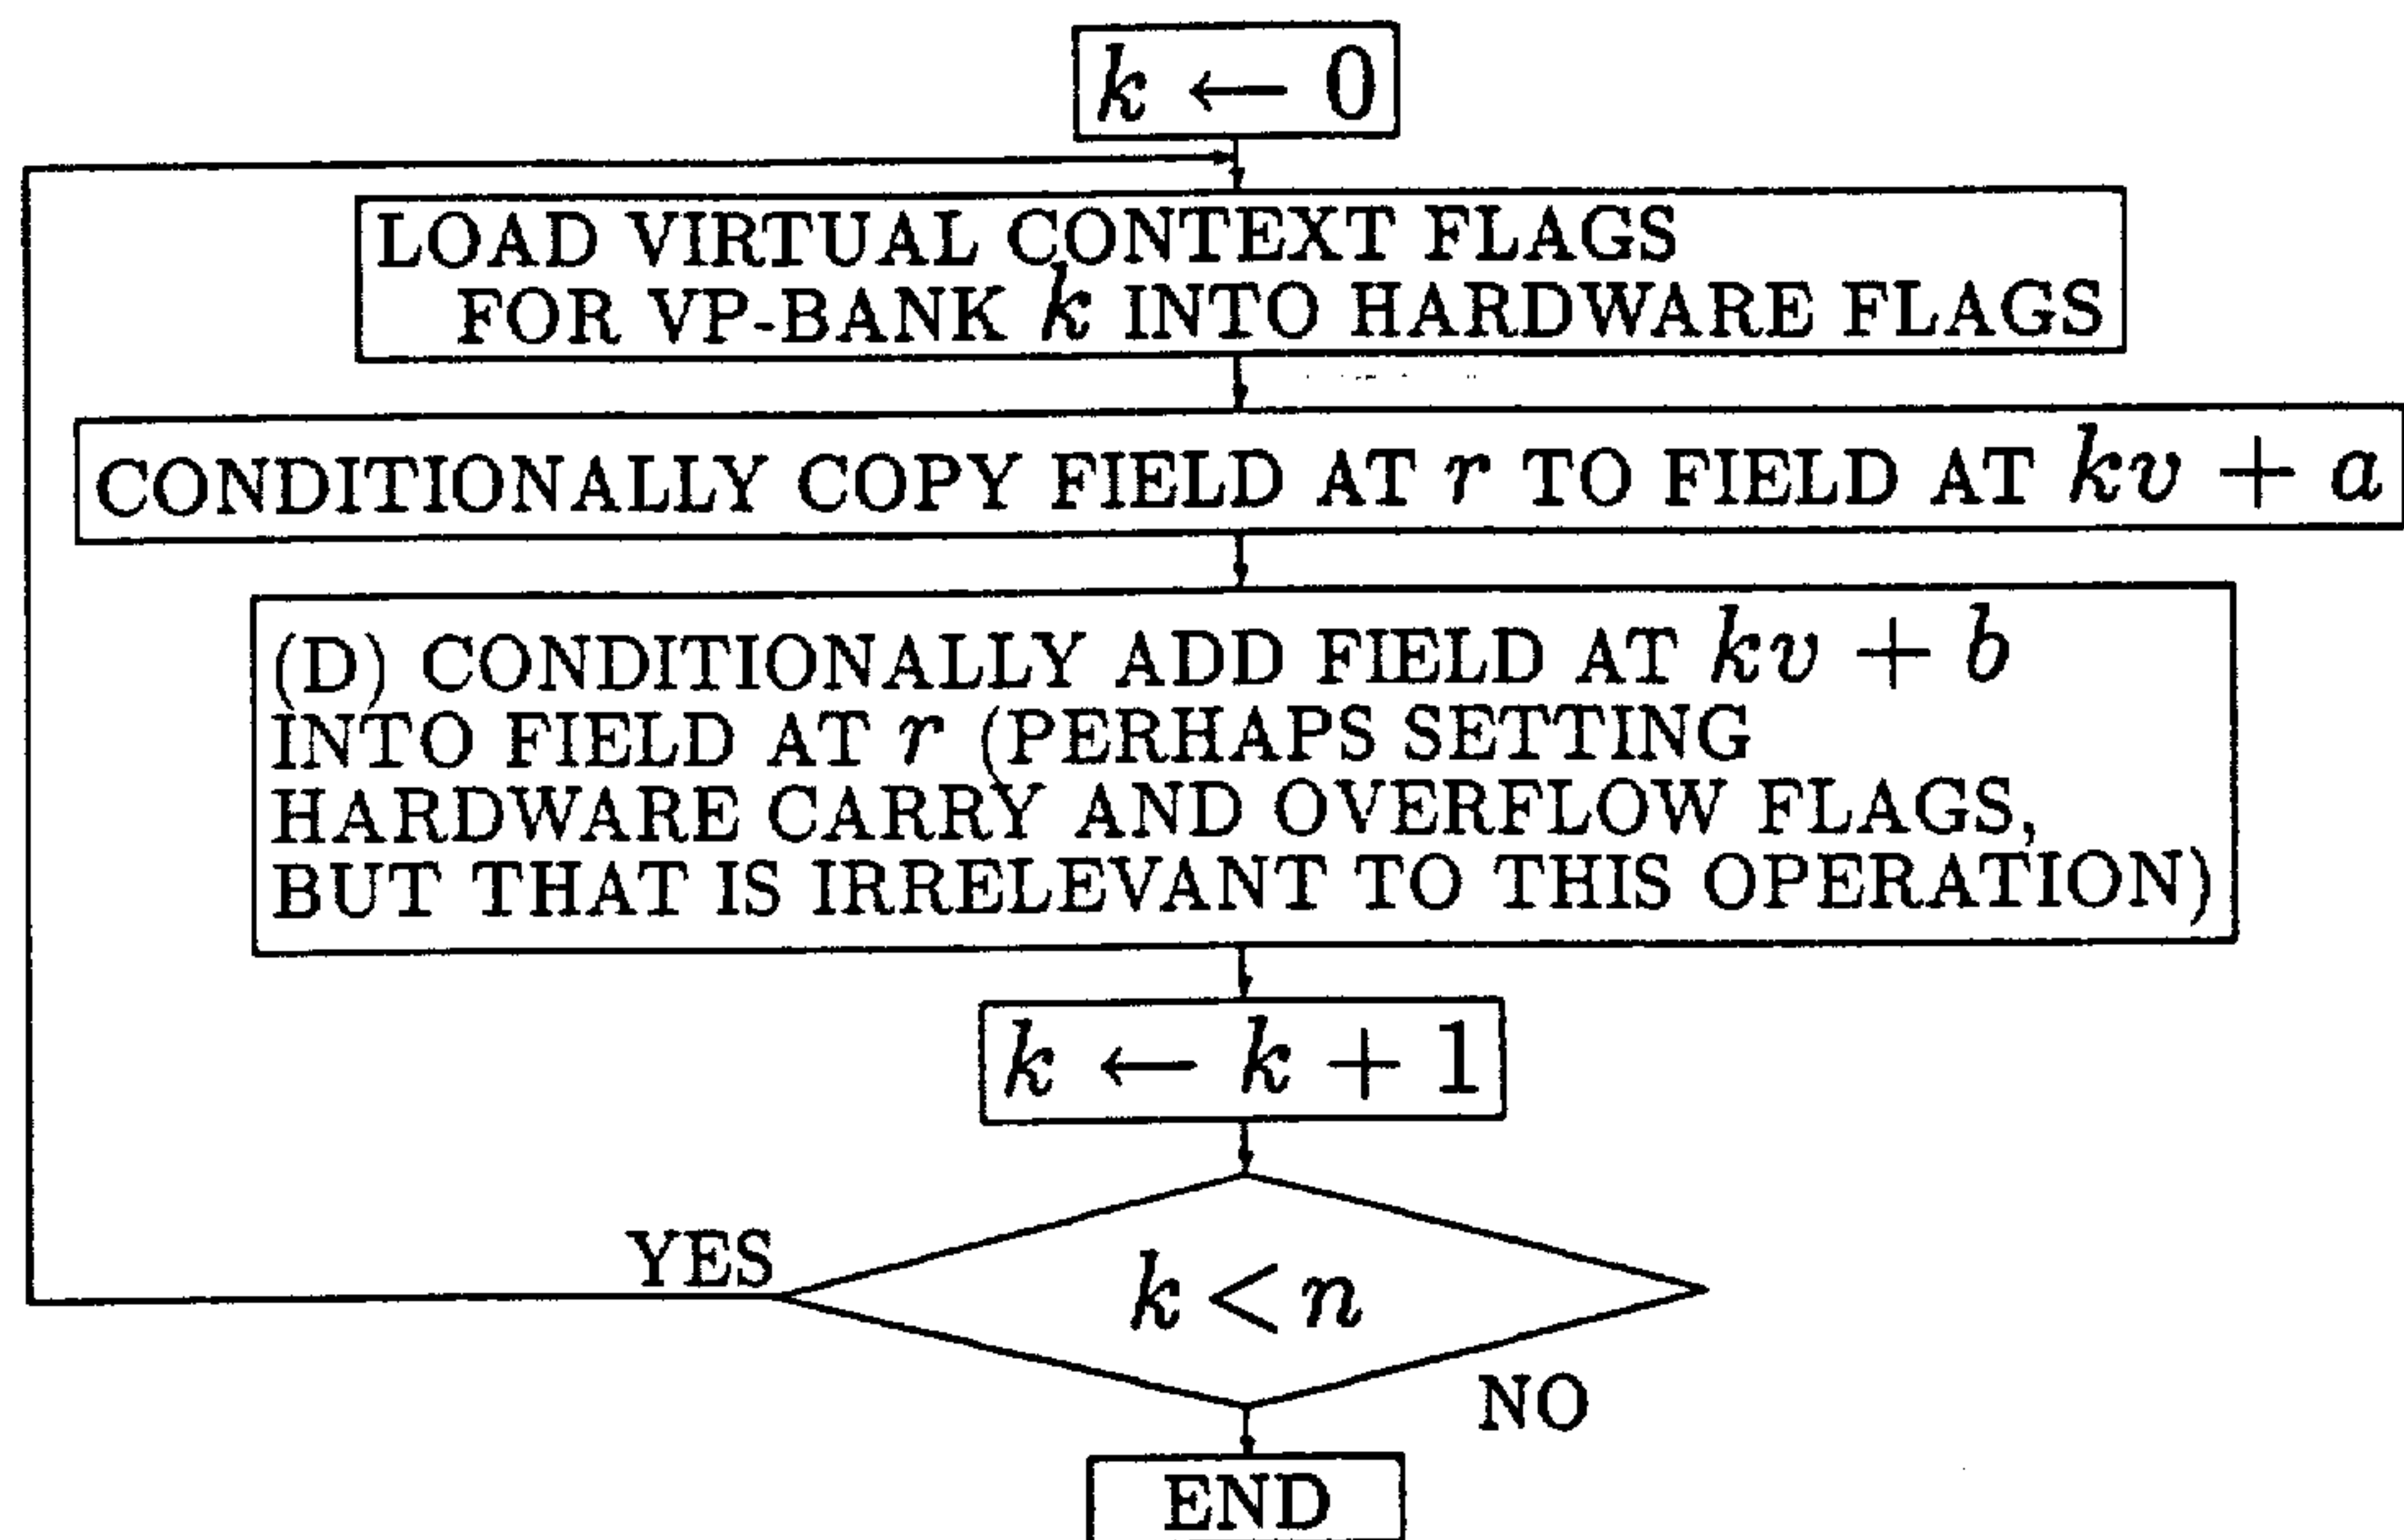 k ← 0
LOAD VIRTUAL CONTEXT FLAGS
FOR VP-BANK k INTO HARDWARE FLAGS
CONDITIONALLY COPY FIELD AT r TO FIELD AT kv + a
(D) CONDITIONALLY ADD FIELD AT kv + b
INTO FIELD AT r (PERHAPS SETTING
HARDWARE CARRY AND OVERFLOW FLAGS,
BUT THAT IS IRRELEVANT TO THIS OPERATION)
k ← k + 1
YES
k < n
NO
END